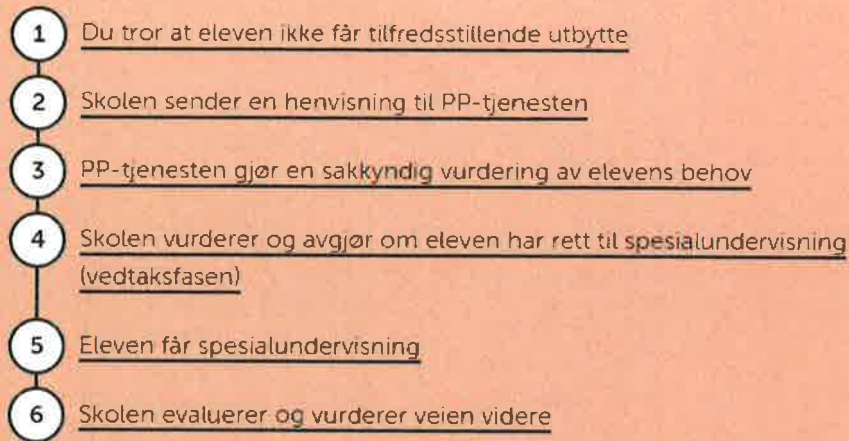 1 Du tror at eleven ikke får tilfredsstillende utbytte
2 Skolen sender en henvisning til PP-tjenesten
3 PP-tjenesten gjør en sakkyndig vurdering av elevens behov
4 Skolen vurderer og avgjør om eleven har rett til spesialundervisning
(vedtaksfasen)
5 Eleven får spesialundervisning
6 Skolen evaluerer og vurderer veien videre